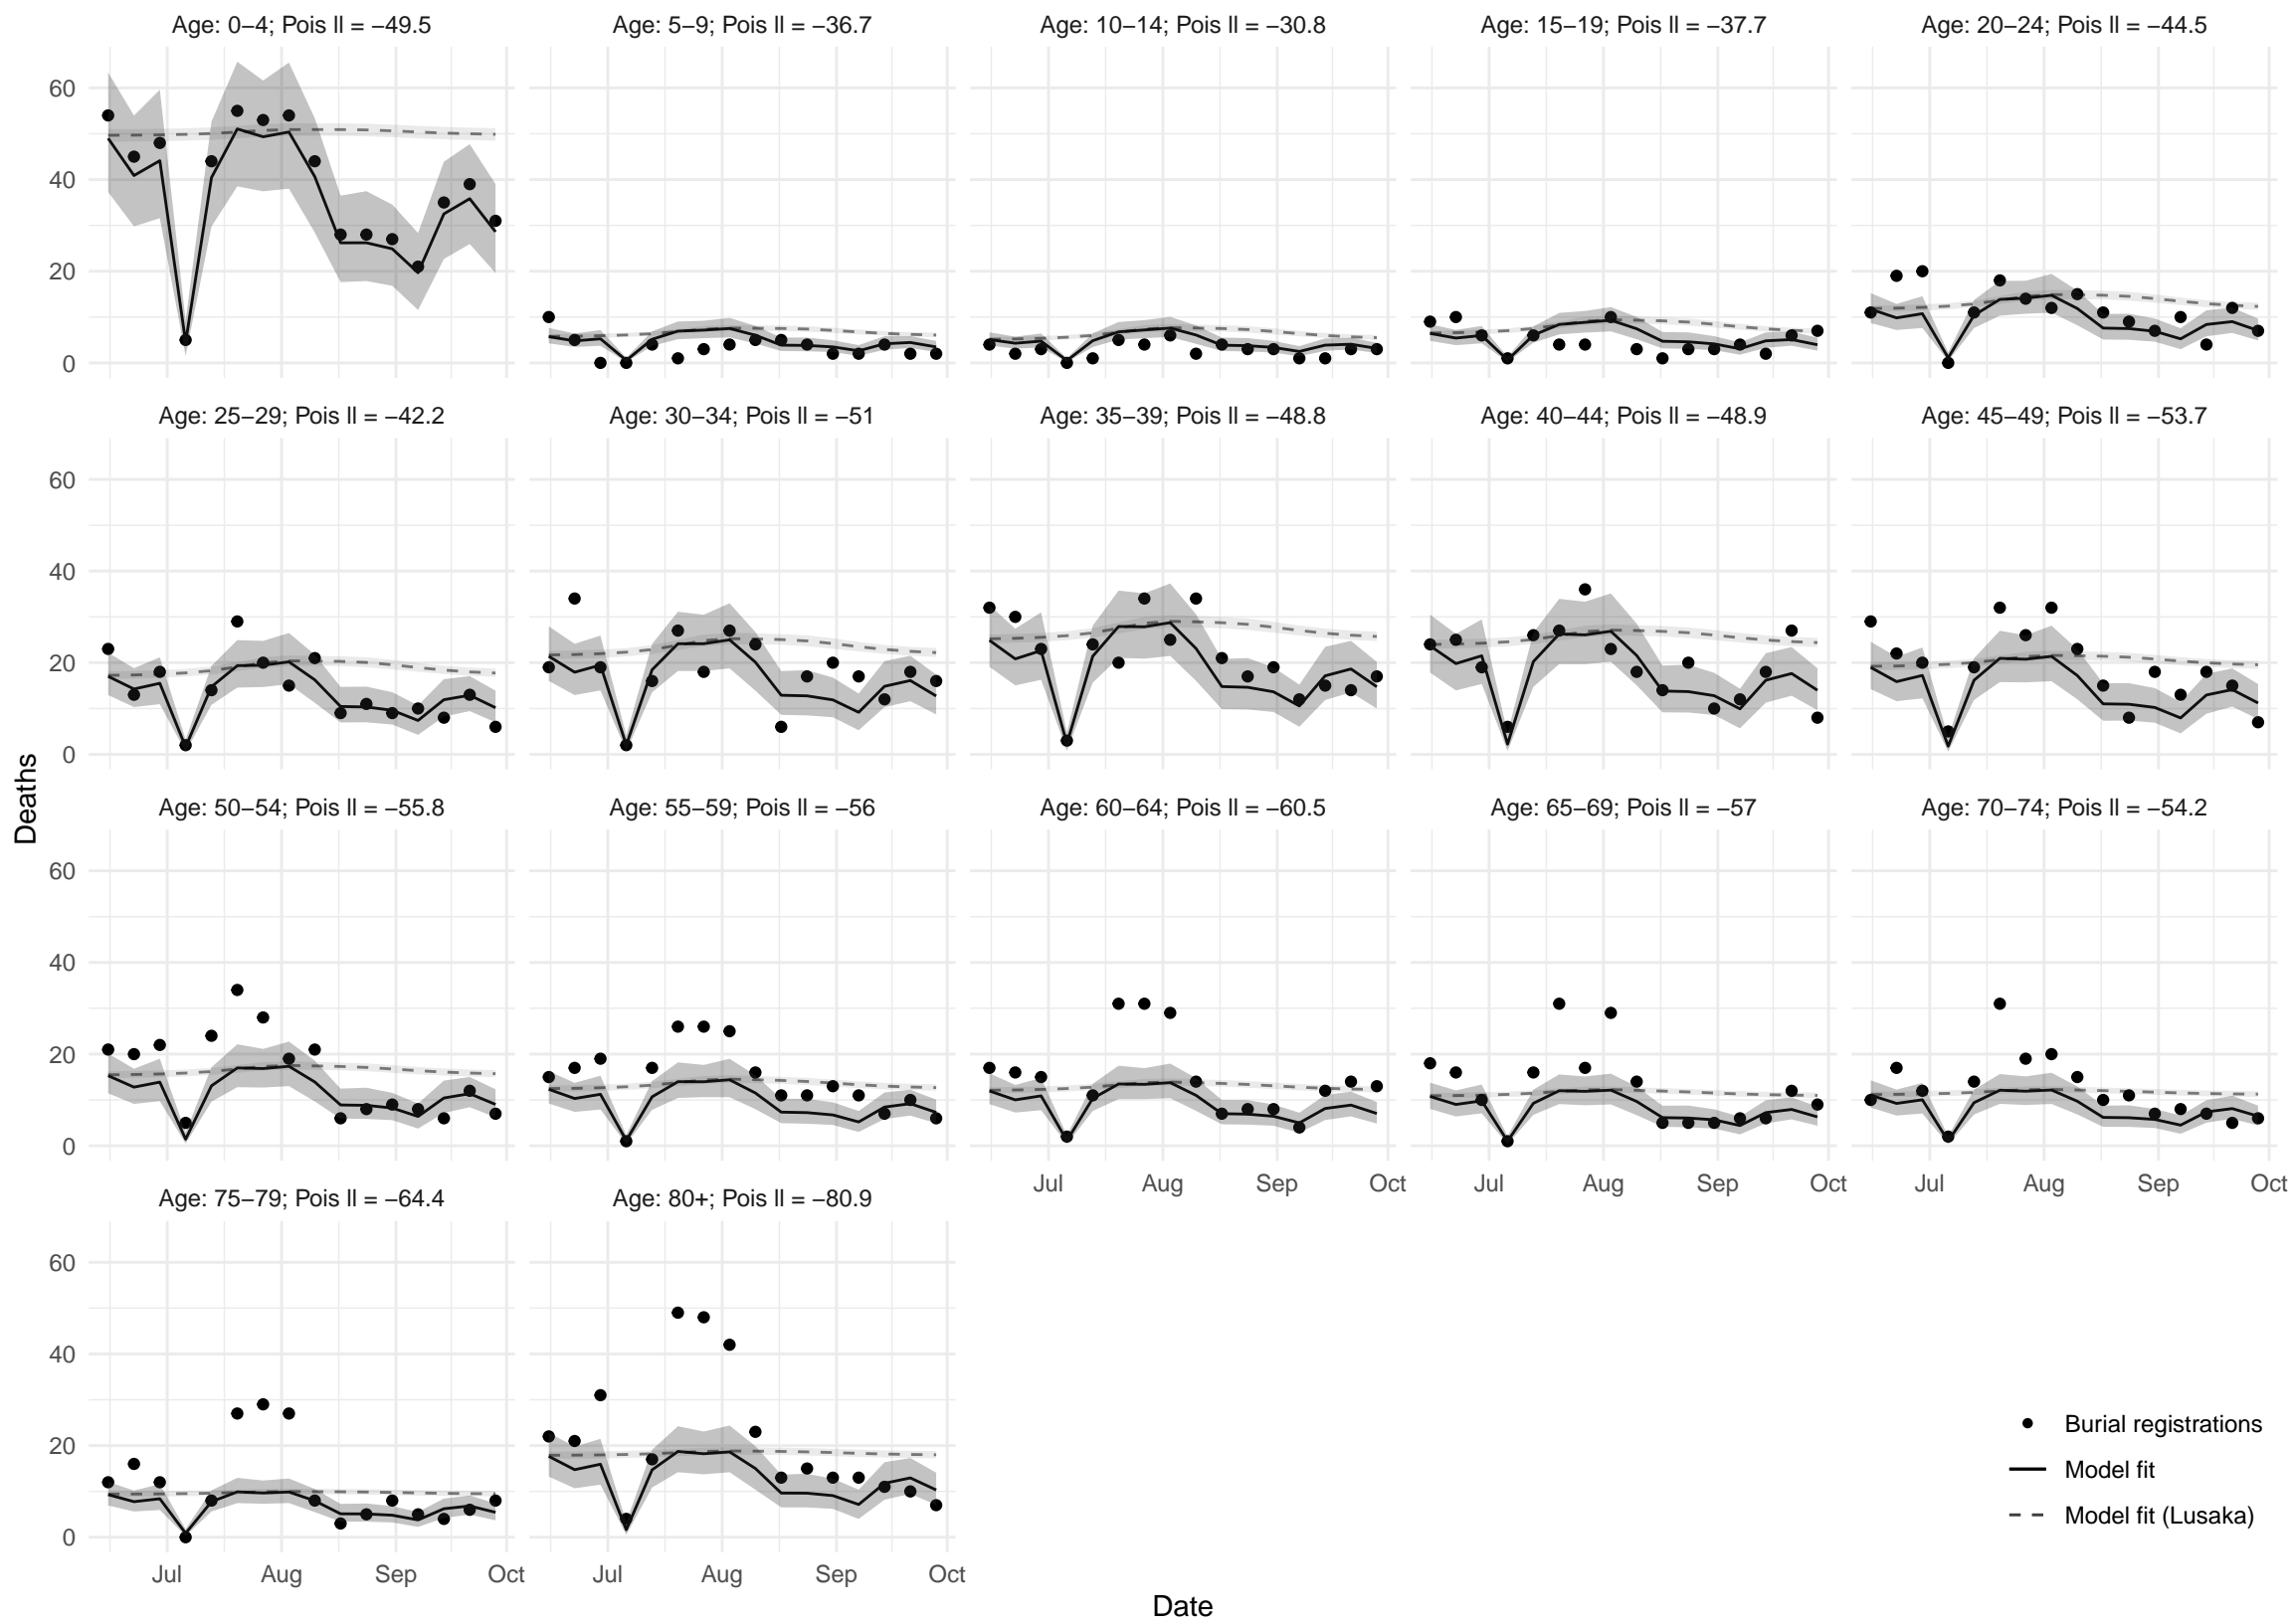 Age: 0−4; Pois ll = −49.5
Age: 5−9; Pois ll = −36.7
Age: 10−14; Pois ll = −30.8
Age: 15−19; Pois ll = −37.7
Age: 20−24; Pois ll = −44.5
60
40
20
0
Age: 25−29; Pois ll = −42.2
Age: 30−34; Pois ll = −51
Age: 35−39; Pois ll = −48.8
Age: 40−44; Pois ll = −48.9
Age: 45−49; Pois ll = −53.7
60
40
20
0
Deaths
Age: 50−54; Pois ll = −55.8
Age: 55−59; Pois ll = −56
Age: 60−64; Pois ll = −60.5
Age: 65−69; Pois ll = −57
Age: 70−74; Pois ll = −54.2
60
40
20
0
Jul Aug Sep Oct
Jul Aug Sep Oct
Jul Aug Sep Oct
Age: 75−79; Pois ll = −64.4
Age: 80+; Pois ll = −80.9
60
40
20
0
Jul Aug Sep Oct
Jul Aug Sep Oct
Burial registrations
Model fit
Model fit (Lusaka)
Date